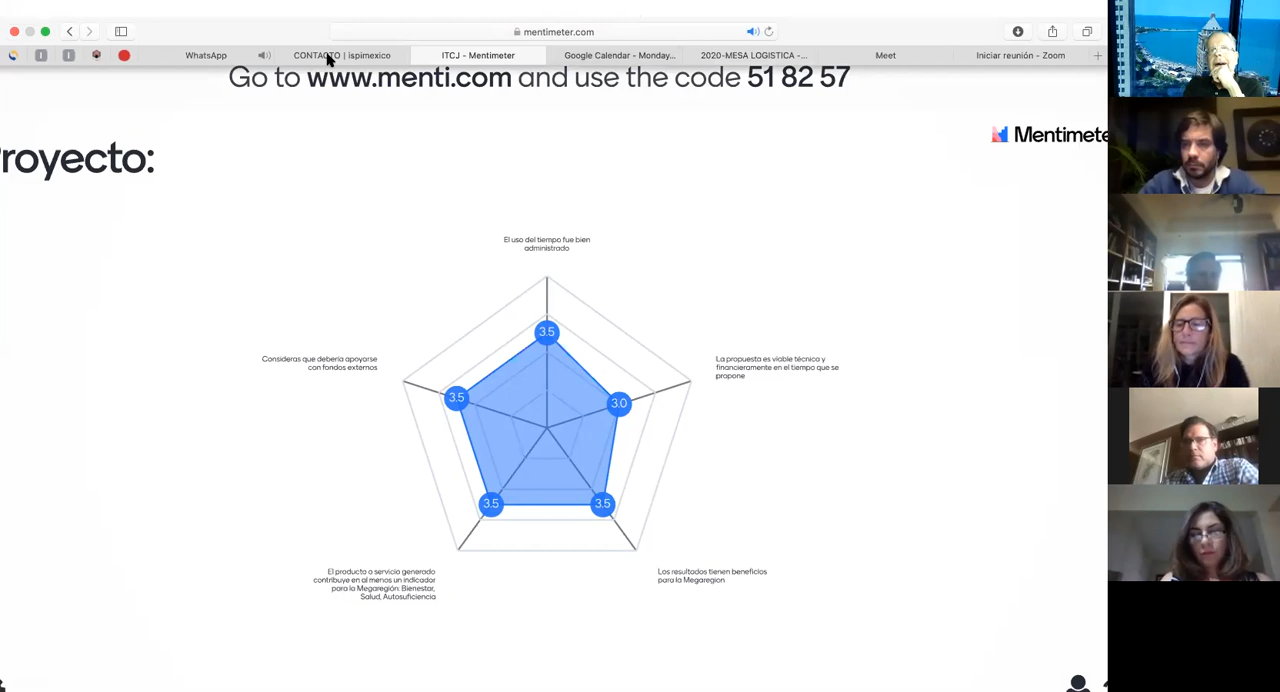 mentimeter.com
WhatsApp
CONTACTO | ispimexico
ITCJ - Mentimeter
Google Calendar - Monday...
2020-MESA LOGISTICA -...
Meet
Iniciar reunión - Zoom
Go to www.menti.com and use the code 51 82 57
Mentimete
royecto:
El uso del tiempo fue bien
administrado
3.5
Consideras que debería apoyarse
con fondos externos
La propuesta es viable técnica y
financieramente en el tiempo que se
propone
3.5
3.0
3.5
3.5
El producto o servicio generado
contribuye en al menos un indicador
para la Megaregión: Bienestar,
Salud, Autosuficiencia
Los resultados tienen beneficios
para la Megaregion